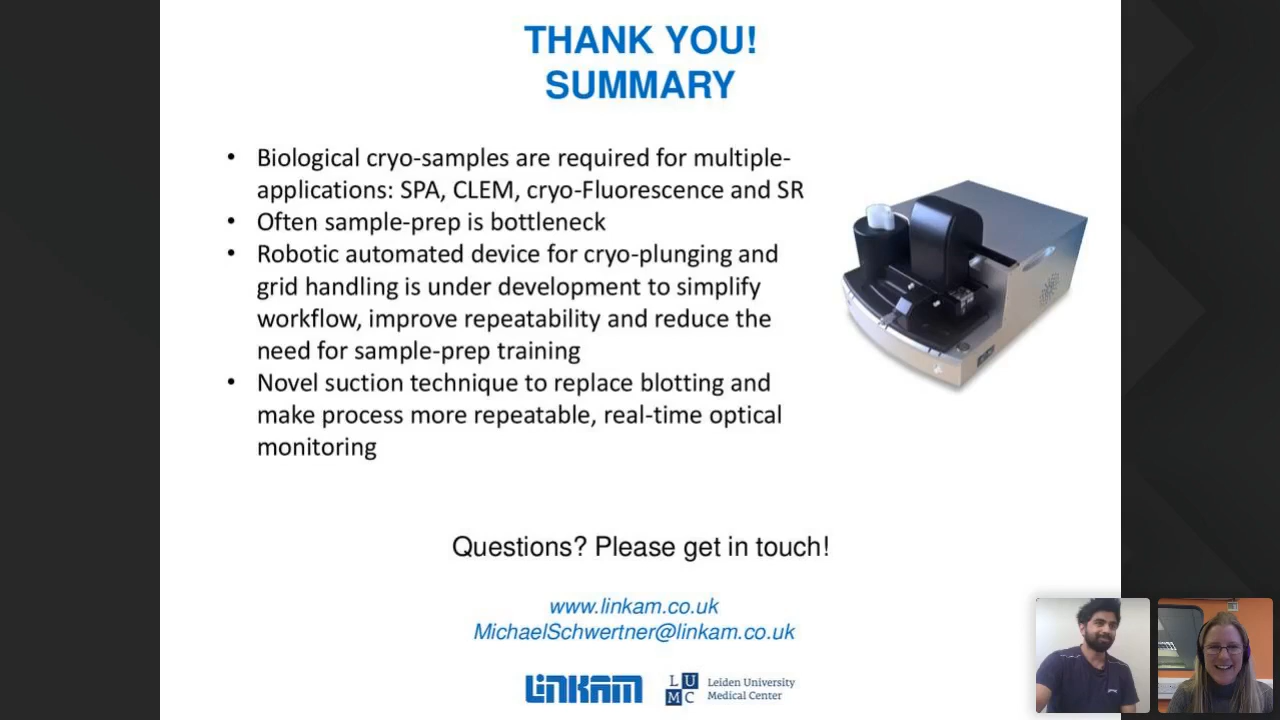 THANK YOU!
SUMMARY
• Biological cryo-samples are required for multiple-
applications: SPA, CLEM, cryo-Fluorescence and SR
• Often sample-prep is bottleneck
• Robotic automated device for cryo-plunging and
grid handling is under development to simplify
workflow, improve repeatability and reduce the
need for sample-prep training
• Novel suction technique to replace blotting and
make process more repeatable, real-time optical
monitoring
Questions? Please get in touch!
www.linkam.co.uk
MichaelSchwertner@linkam.co.uk
LINKAM
L U
M C
Leiden University
Medical Center